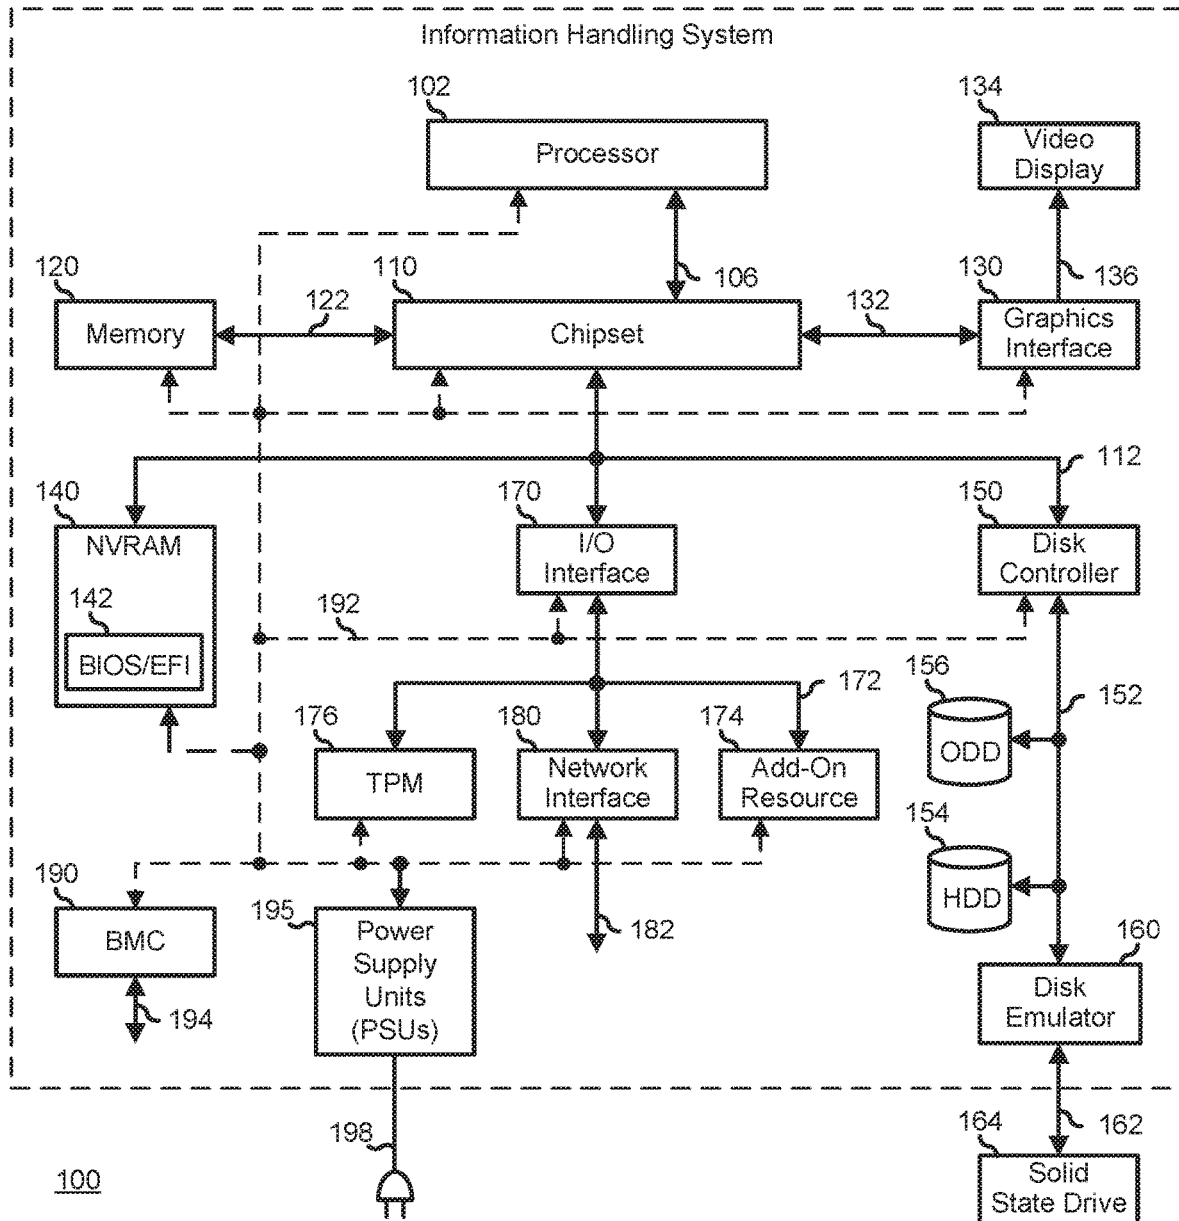 Information Handling System
102
Processor
134
Video
Display
106
136
120
Memory
122
110
Chipset
132
130
Graphics
Interface
112
140
NVRAM
142
BIOS/EFI
170
I/O
Interface
150
Disk
Controller
192
172
156
ODD
152
176
TPM
180
Network
Interface
174
Add-On
Resource
154
HDD
190
BMC
194
195
Power
Supply
Units
(PSUs)
182
160
Disk
Emulator
198
162
164
Solid
State Drive
100